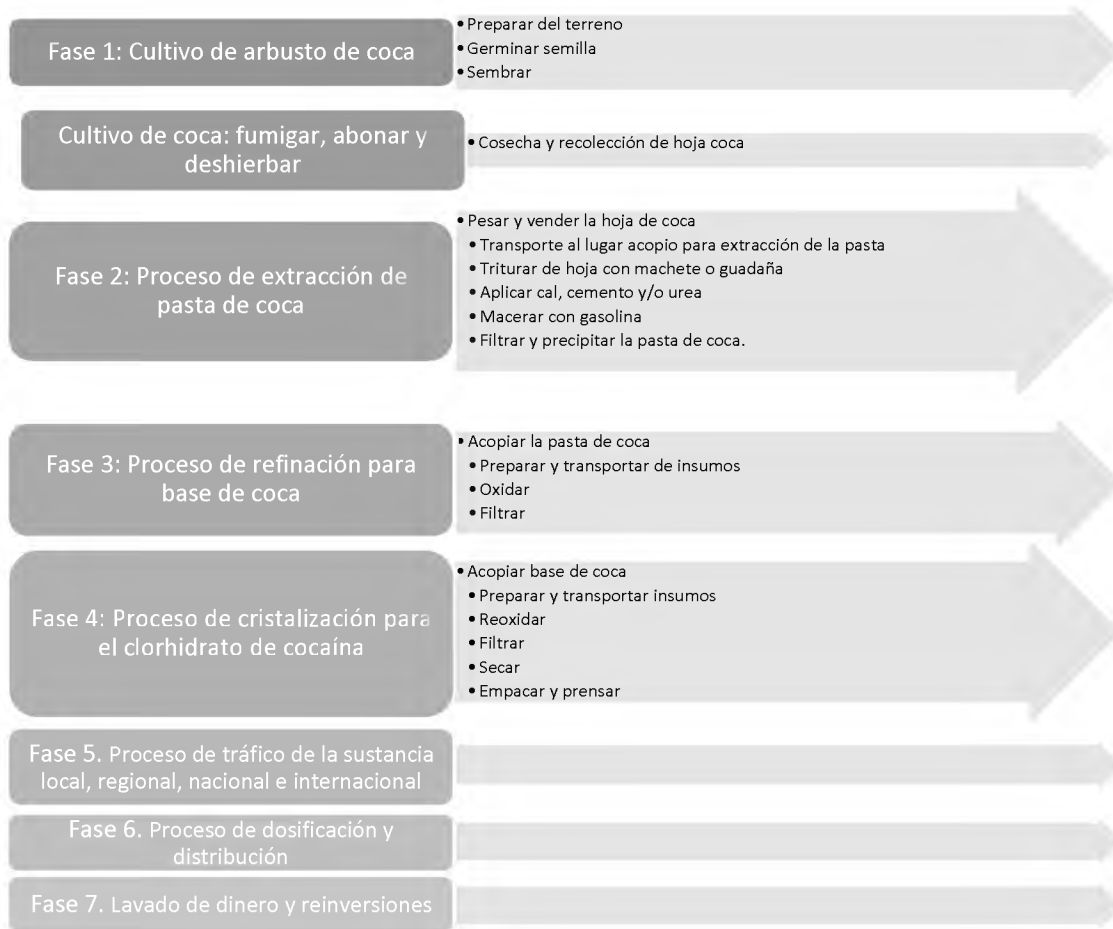 Fase 1: Cultivo de arbusto de coca
• Preparar del terreno
• Germinar semilla
• Sembrar
Cultivo de coca: fumigar, abonar y
deshierbar
• Cosecha y recolección de hoja coca
Fase 2: Proceso de extracción de
pasta de coca
• Pesar y vender la hoja de coca
• Transporte al lugar acopio para extracción de la pasta
• Triturar de hoja con machete o guadaña
• Aplicar cal, cemento y/o urea
• Macerar con gasolina
• Filtrar y precipitar la pasta de coca.
Fase 3: Proceso de refinación para
base de coca
• Acopiar la pasta de coca
• Preparar y transportar de insumos
• Oxidar
• Filtrar
Fase 4: Proceso de cristalización para
el clorhidrato de cocaína
• Acopiar base de coca
• Preparar y transportar insumos
• Reoxidar
• Filtrar
• Secar
• Empacar y prensar
Fase 5. Proceso de tráfico de la sustancia
local, regional, nacional e internacional
Fase 6. Proceso de dosificación y
distribución
Fase 7. Lavado de dinero y reinversiones